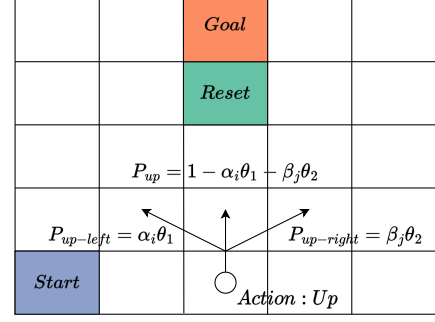 Goal
Reset
P_{up} = 1 − α_iθ_1 − β_jθ_2
P_{up−left} = α_iθ_1
P_{up−right} = β_jθ_2
Start
Action : Up